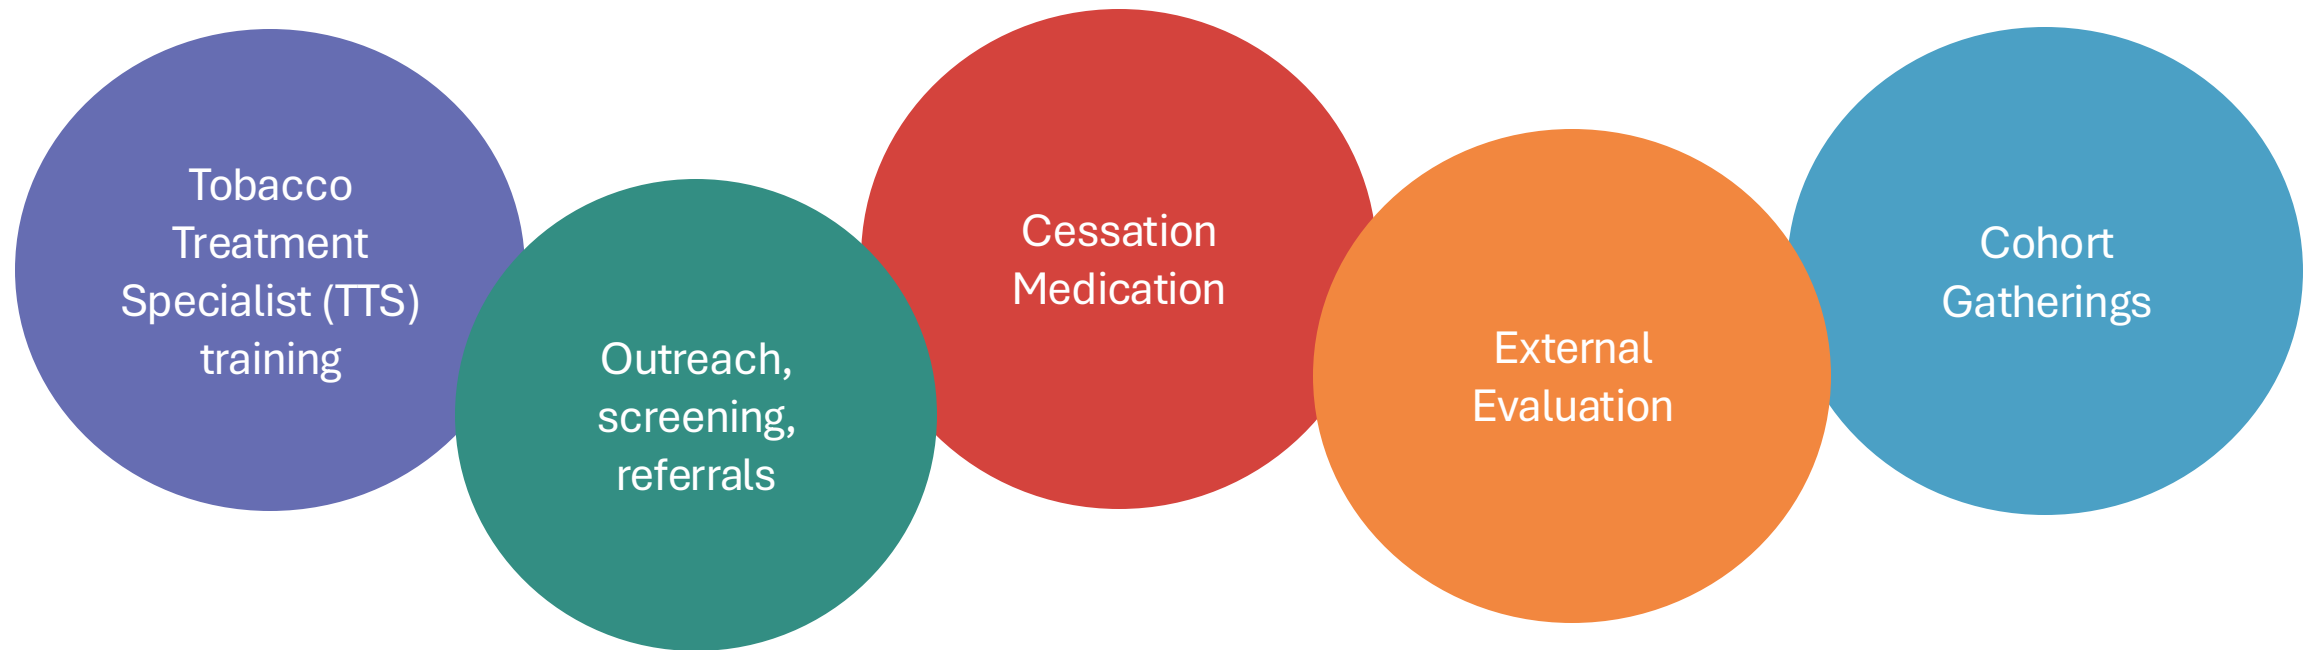 Tobacco
Treatment
Specialist (TTS)
training
Outreach,
screening,
referrals
Cessation
Medication
External
Evaluation
Cohort
Gatherings